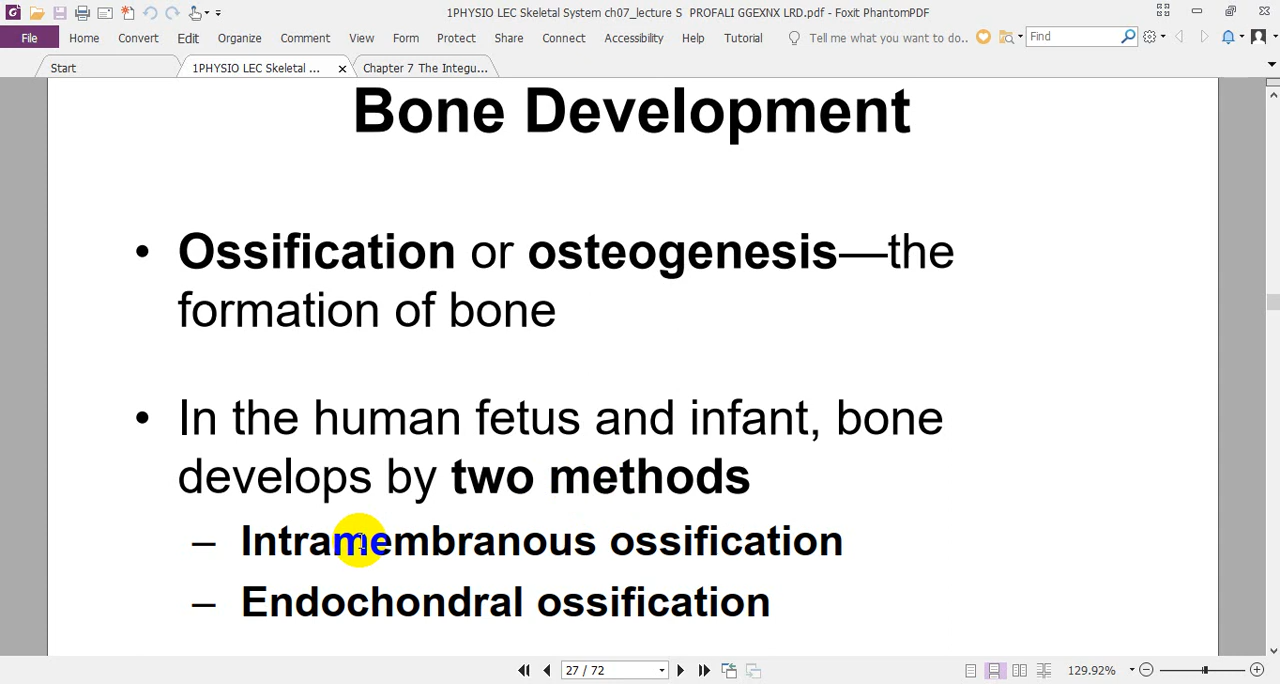 1PHYSIO LEC Skeletal System ch07_lecture S PROFALIGGEXNX LRD.pdf - Foxit PhantomPDF
File Home Convert Edit Organize Comment View Form Protect Share Connect Accessibility Help Tutorial Tell me what you want to do.. Find
Start 1PHYSIO LEC Skeletal ... Chapter 7 The Integu...
Bone Development
• Ossification or osteogenesis—the
formation of bone
• In the human fetus and infant, bone
develops by two methods
– Intramembranous ossification
– Endochondral ossification
27 / 72 129.92%